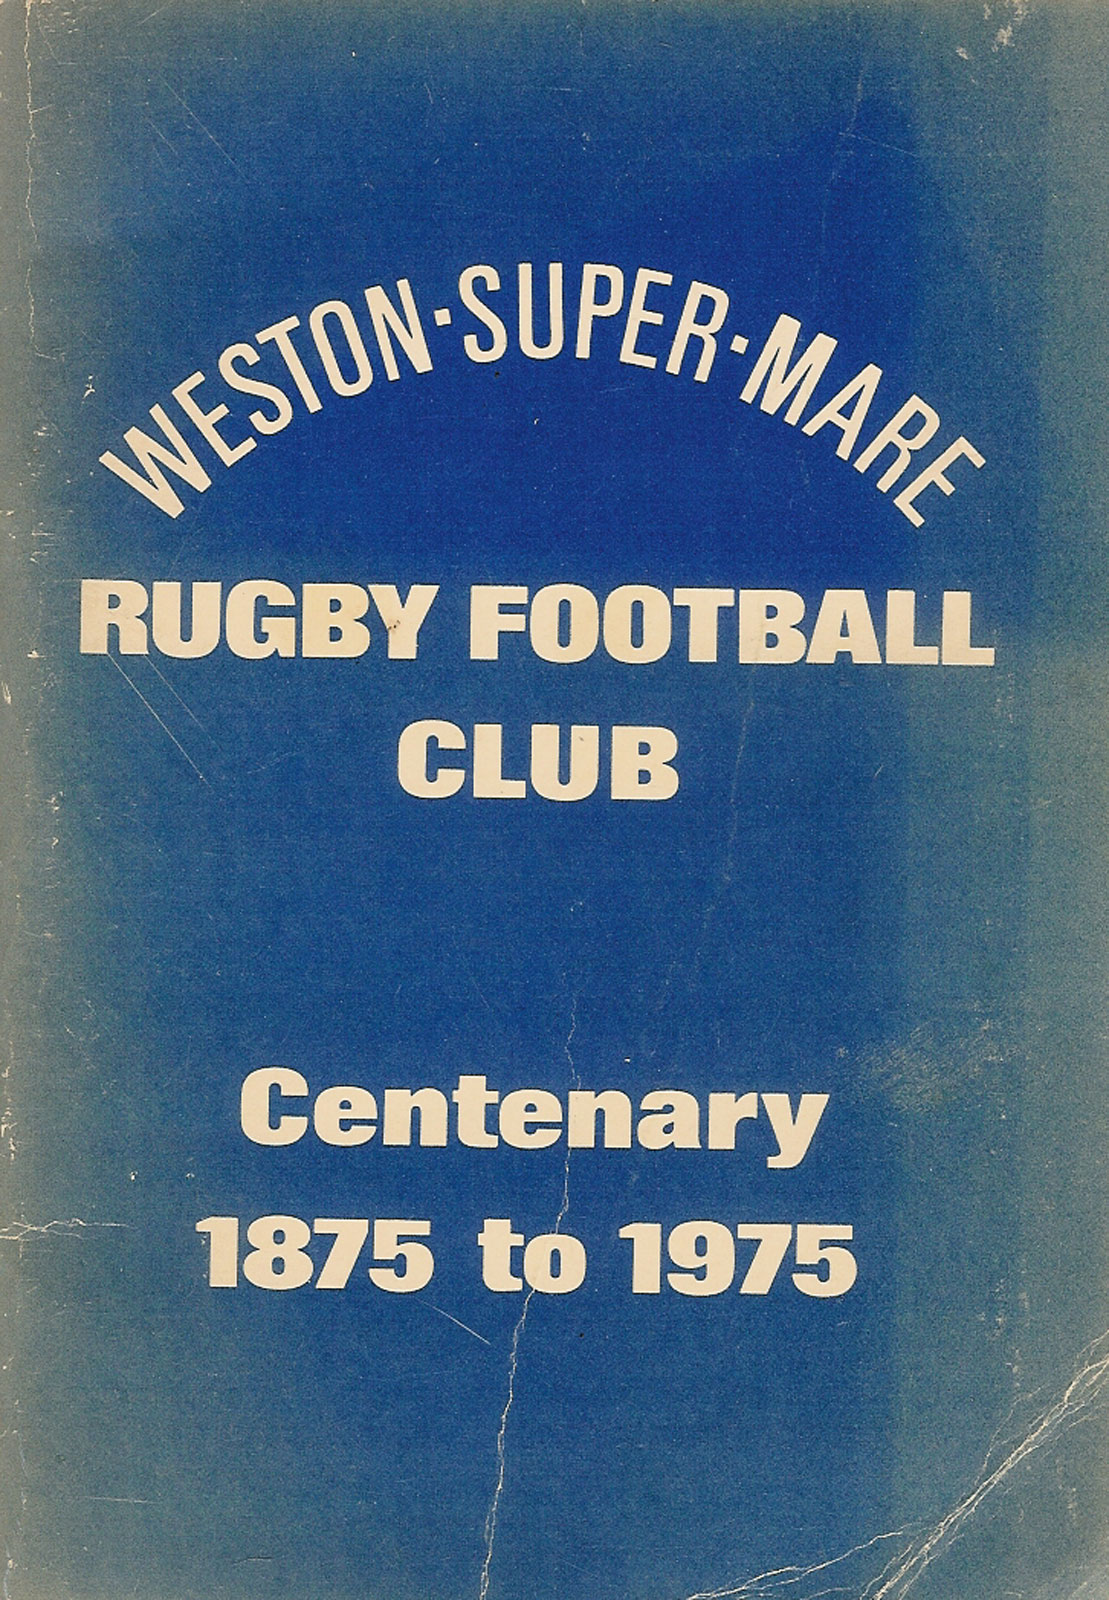 WESTON·SUPER·MARE
RUGBY FOOTBALL
CLUB
Centenary
1875 to 1975